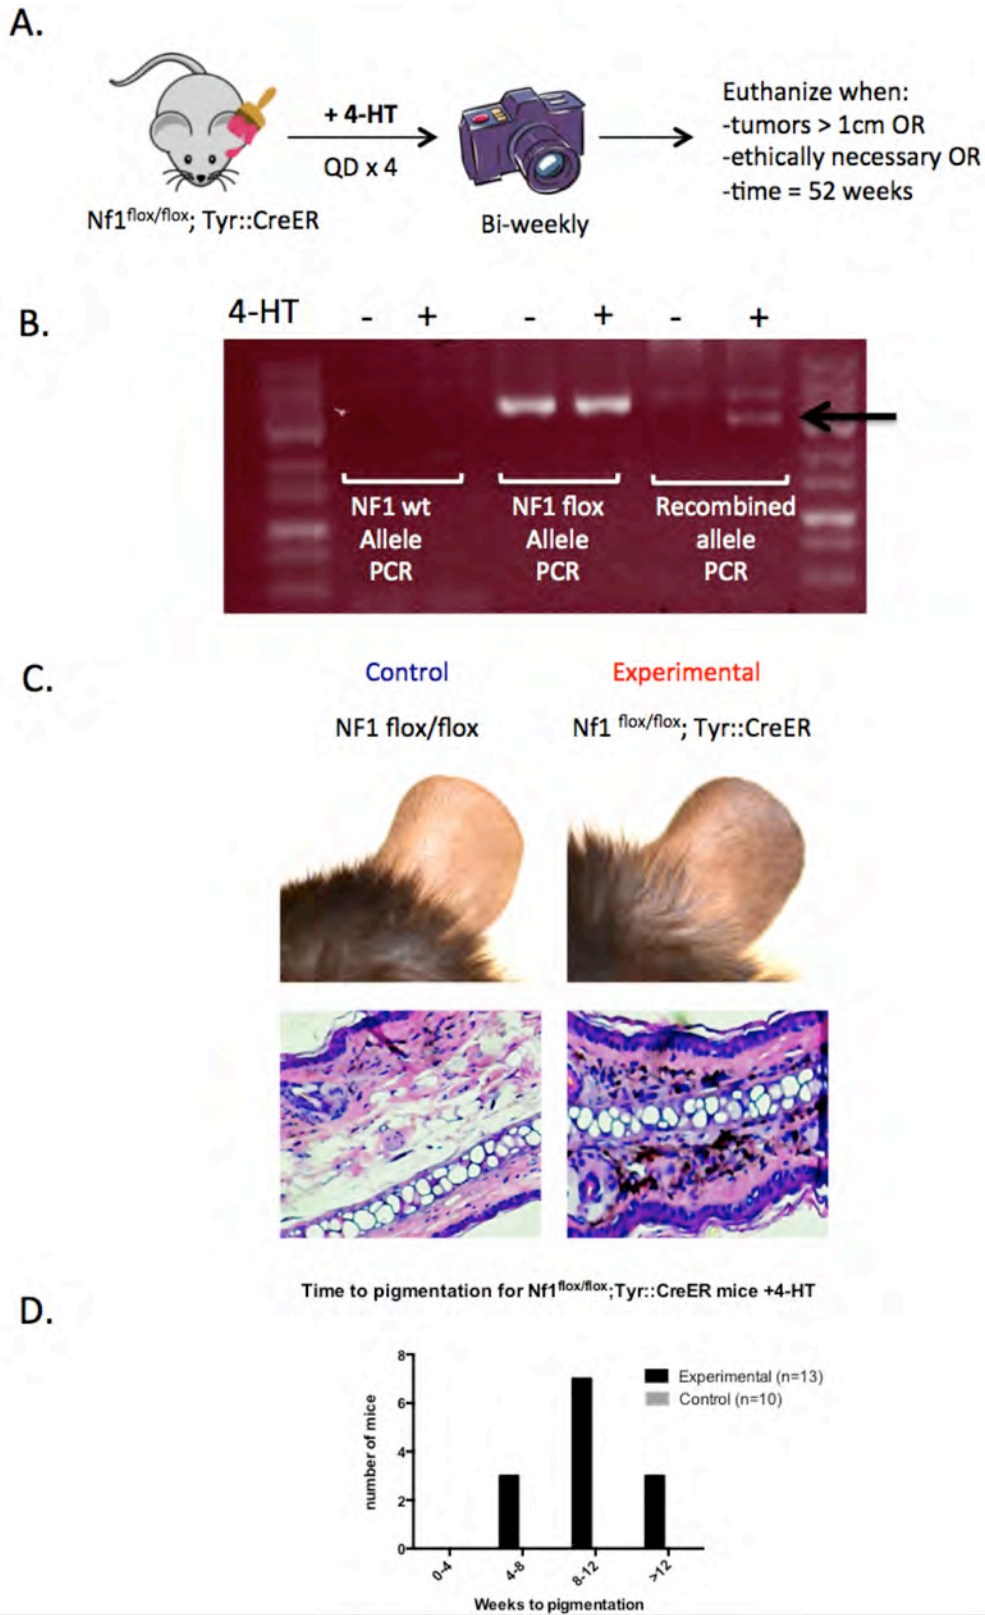 A.
+ 4-HT
QD x 4
Nf1flox/flox; Tyr::CreER
Bi-weekly
Euthanize when:
-tumors > 1cm OR
-ethically necessary OR
-time = 52 weeks
B.
4-HT - + - + - +
NF1 wt
Allele
PCR
NF1 flox
Allele
PCR
Recombined
allele
PCR
C.
Control
Experimental
NF1 flox/flox
Nf1 flox/flox; Tyr::CreER
D.
Time to pigmentation for Nf1flox/flox;Tyr::CreER mice +4-HT
number of mice
8
6
4
2
0
Experimental (n=13)
Control (n=10)
0-4
4-8
8-12
>12
Weeks to pigmentation